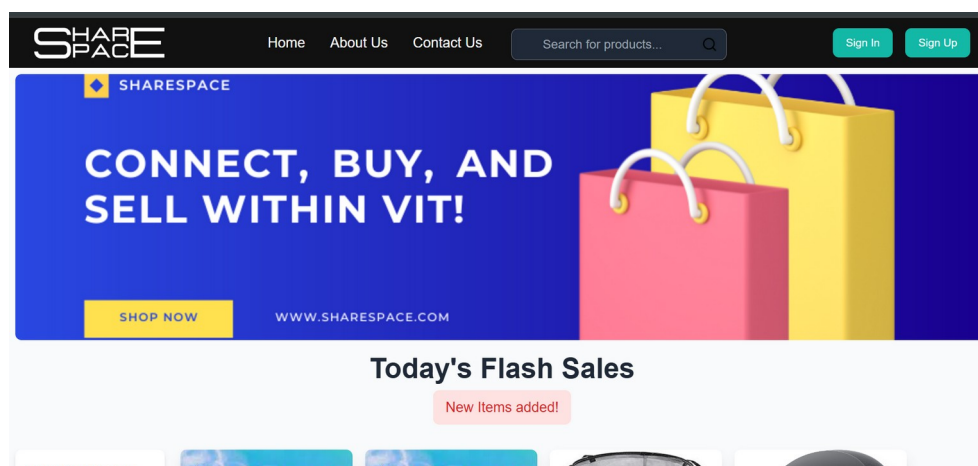 SHARE
SPACE
Home About Us Contact Us Search for products... Sign In Sign Up
SHARESPACE
CONNECT, BUY, AND
SELL WITHIN VIT!
SHOP NOW WWW.SHARESPACE.COM
Today's Flash Sales
New Items added!